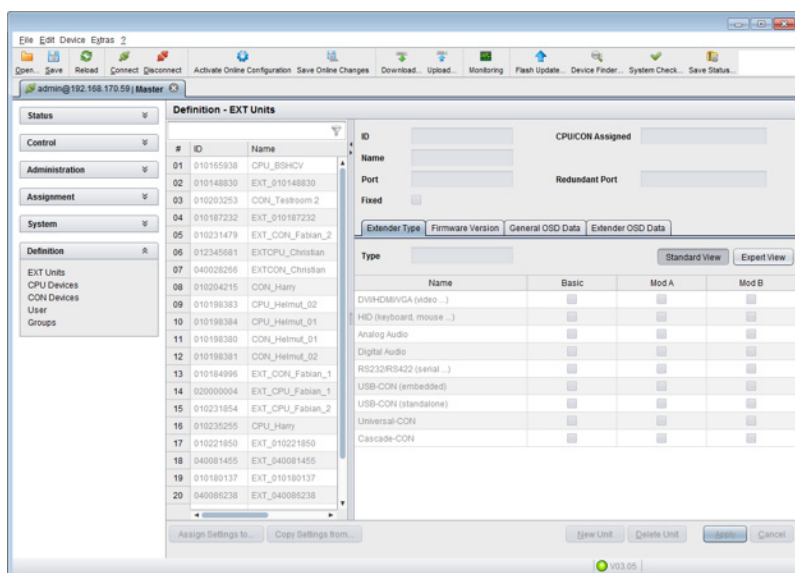 File Edit Device Extras ?
Open... Save Reload Connect Disconnect Activate Online Configuration Save Online Changes Download... Upload... Monitoring Flash Update... Device Finder... System Check... Save Status...
admin@192.168.170.59 | Master
Status
Control
Administration
Assignment
System
Definition
EXT Units
CPU Devices
CON Devices
User
Groups
Definition - EXT Units
# ID Name
01 010165938 CPU_BSHCV
02 010148830 EXT_010148830
03 010203253 CON_Testroom 2
04 010187232 EXT_010187232
05 010231479 EXT_CON_Fabian_2
06 012345681 EXTCPU_Christian
07 040028266 EXTCON_Christian
08 010204215 CON_Harry
09 010198383 CPU_Helmut_02
10 010198384 CPU_Helmut_01
11 010198380 CON_Helmut_01
12 010198381 CON_Helmut_02
13 010184996 EXT_CON_Fabian_1
14 020000004 EXT_CPU_Fabian_1
15 010231854 EXT_CPU_Fabian_2
16 010235255 CPU_Harry
17 010221850 EXT_010221850
18 040081455 EXT_040081455
19 010180137 EXT_010180137
20 040086238 EXT_040086238
Assign Settings to... Copy Settings from...
ID CPU/CON Assigned
Name
Port Redundant Port
Fixed
Extender Type Firmware Version General OSD Data Extender OSD Data
Type Standard View Expert View
Name Basic Mod A Mod B
DVI/HDMI/VGA (video ...)
HID (keyboard, mouse ...)
Analog Audio
Digital Audio
RS232/RS422 (serial ...)
USB-CON (embedded)
USB-CON (standalone)
Universal-CON
Cascade-CON
New Unit Delete Unit Apply Cancel
V03.05